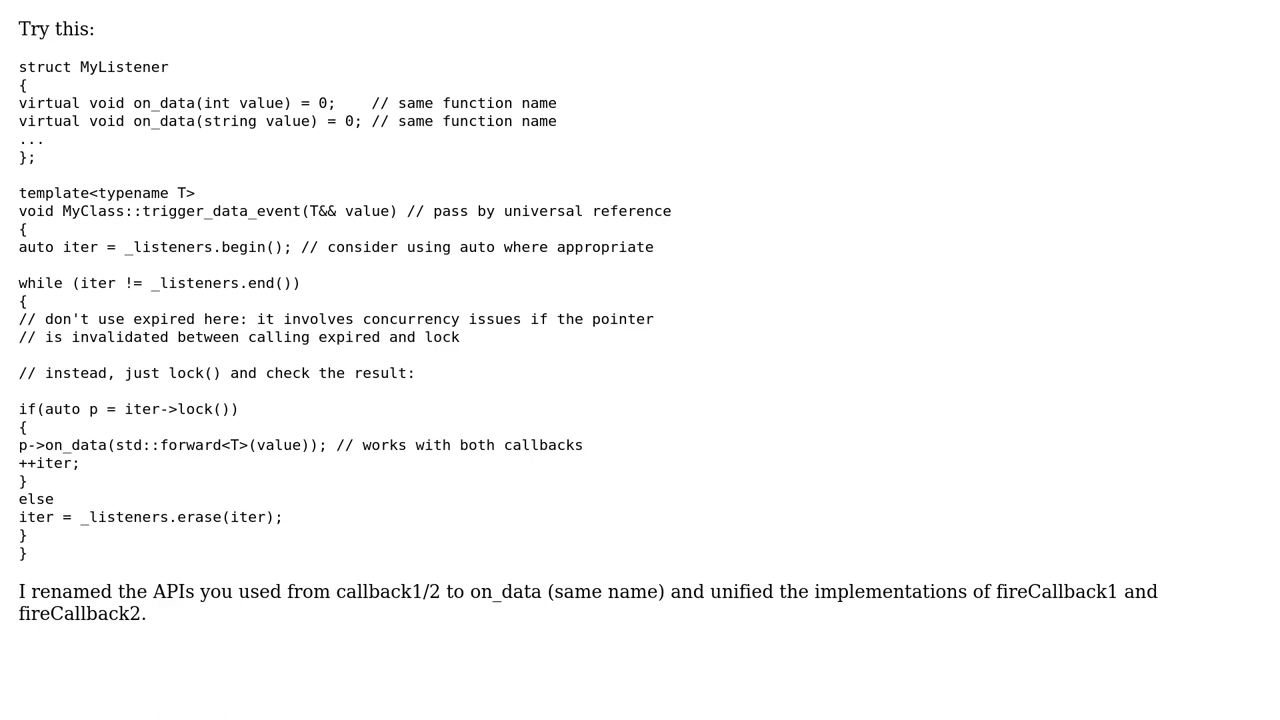 Try this:
struct MyListener
{
virtual void on_data(int value) = 0;    // same function name
virtual void on_data(string value) = 0; // same function name
...
};
template<typename T>
void MyClass::trigger_data_event(T&& value) // pass by universal reference
{
auto iter = _listeners.begin(); // consider using auto where appropriate
while (iter != _listeners.end())
{
// don't use expired here: it involves concurrency issues if the pointer
// is invalidated between calling expired and lock
// instead, just lock() and check the result:
if(auto p = iter->lock())
{
p->on_data(std::forward<T>(value)); // works with both callbacks
++iter;
}
else
iter = _listeners.erase(iter);
}
}
I renamed the APIs you used from callback1/2 to on_data (same name) and unified the implementations of fireCallback1 and
fireCallback2.